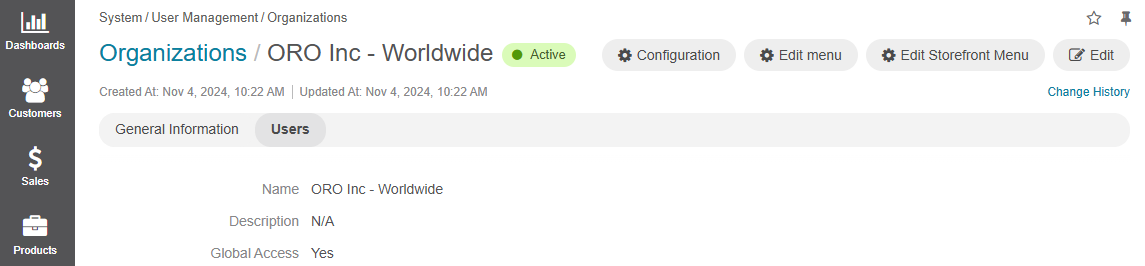 System / User Management / Organizations
Dashboards
Organizations / ORO Inc - Worldwide Active Configuration Edit menu Edit Storefront Menu Edit
Created At: Nov 4, 2024, 10:22 AM Updated At: Nov 4, 2024, 10:22 AM Change History
Customers
General Information Users
Sales
Name ORO Inc - Worldwide
Description N/A
Products
Global Access Yes